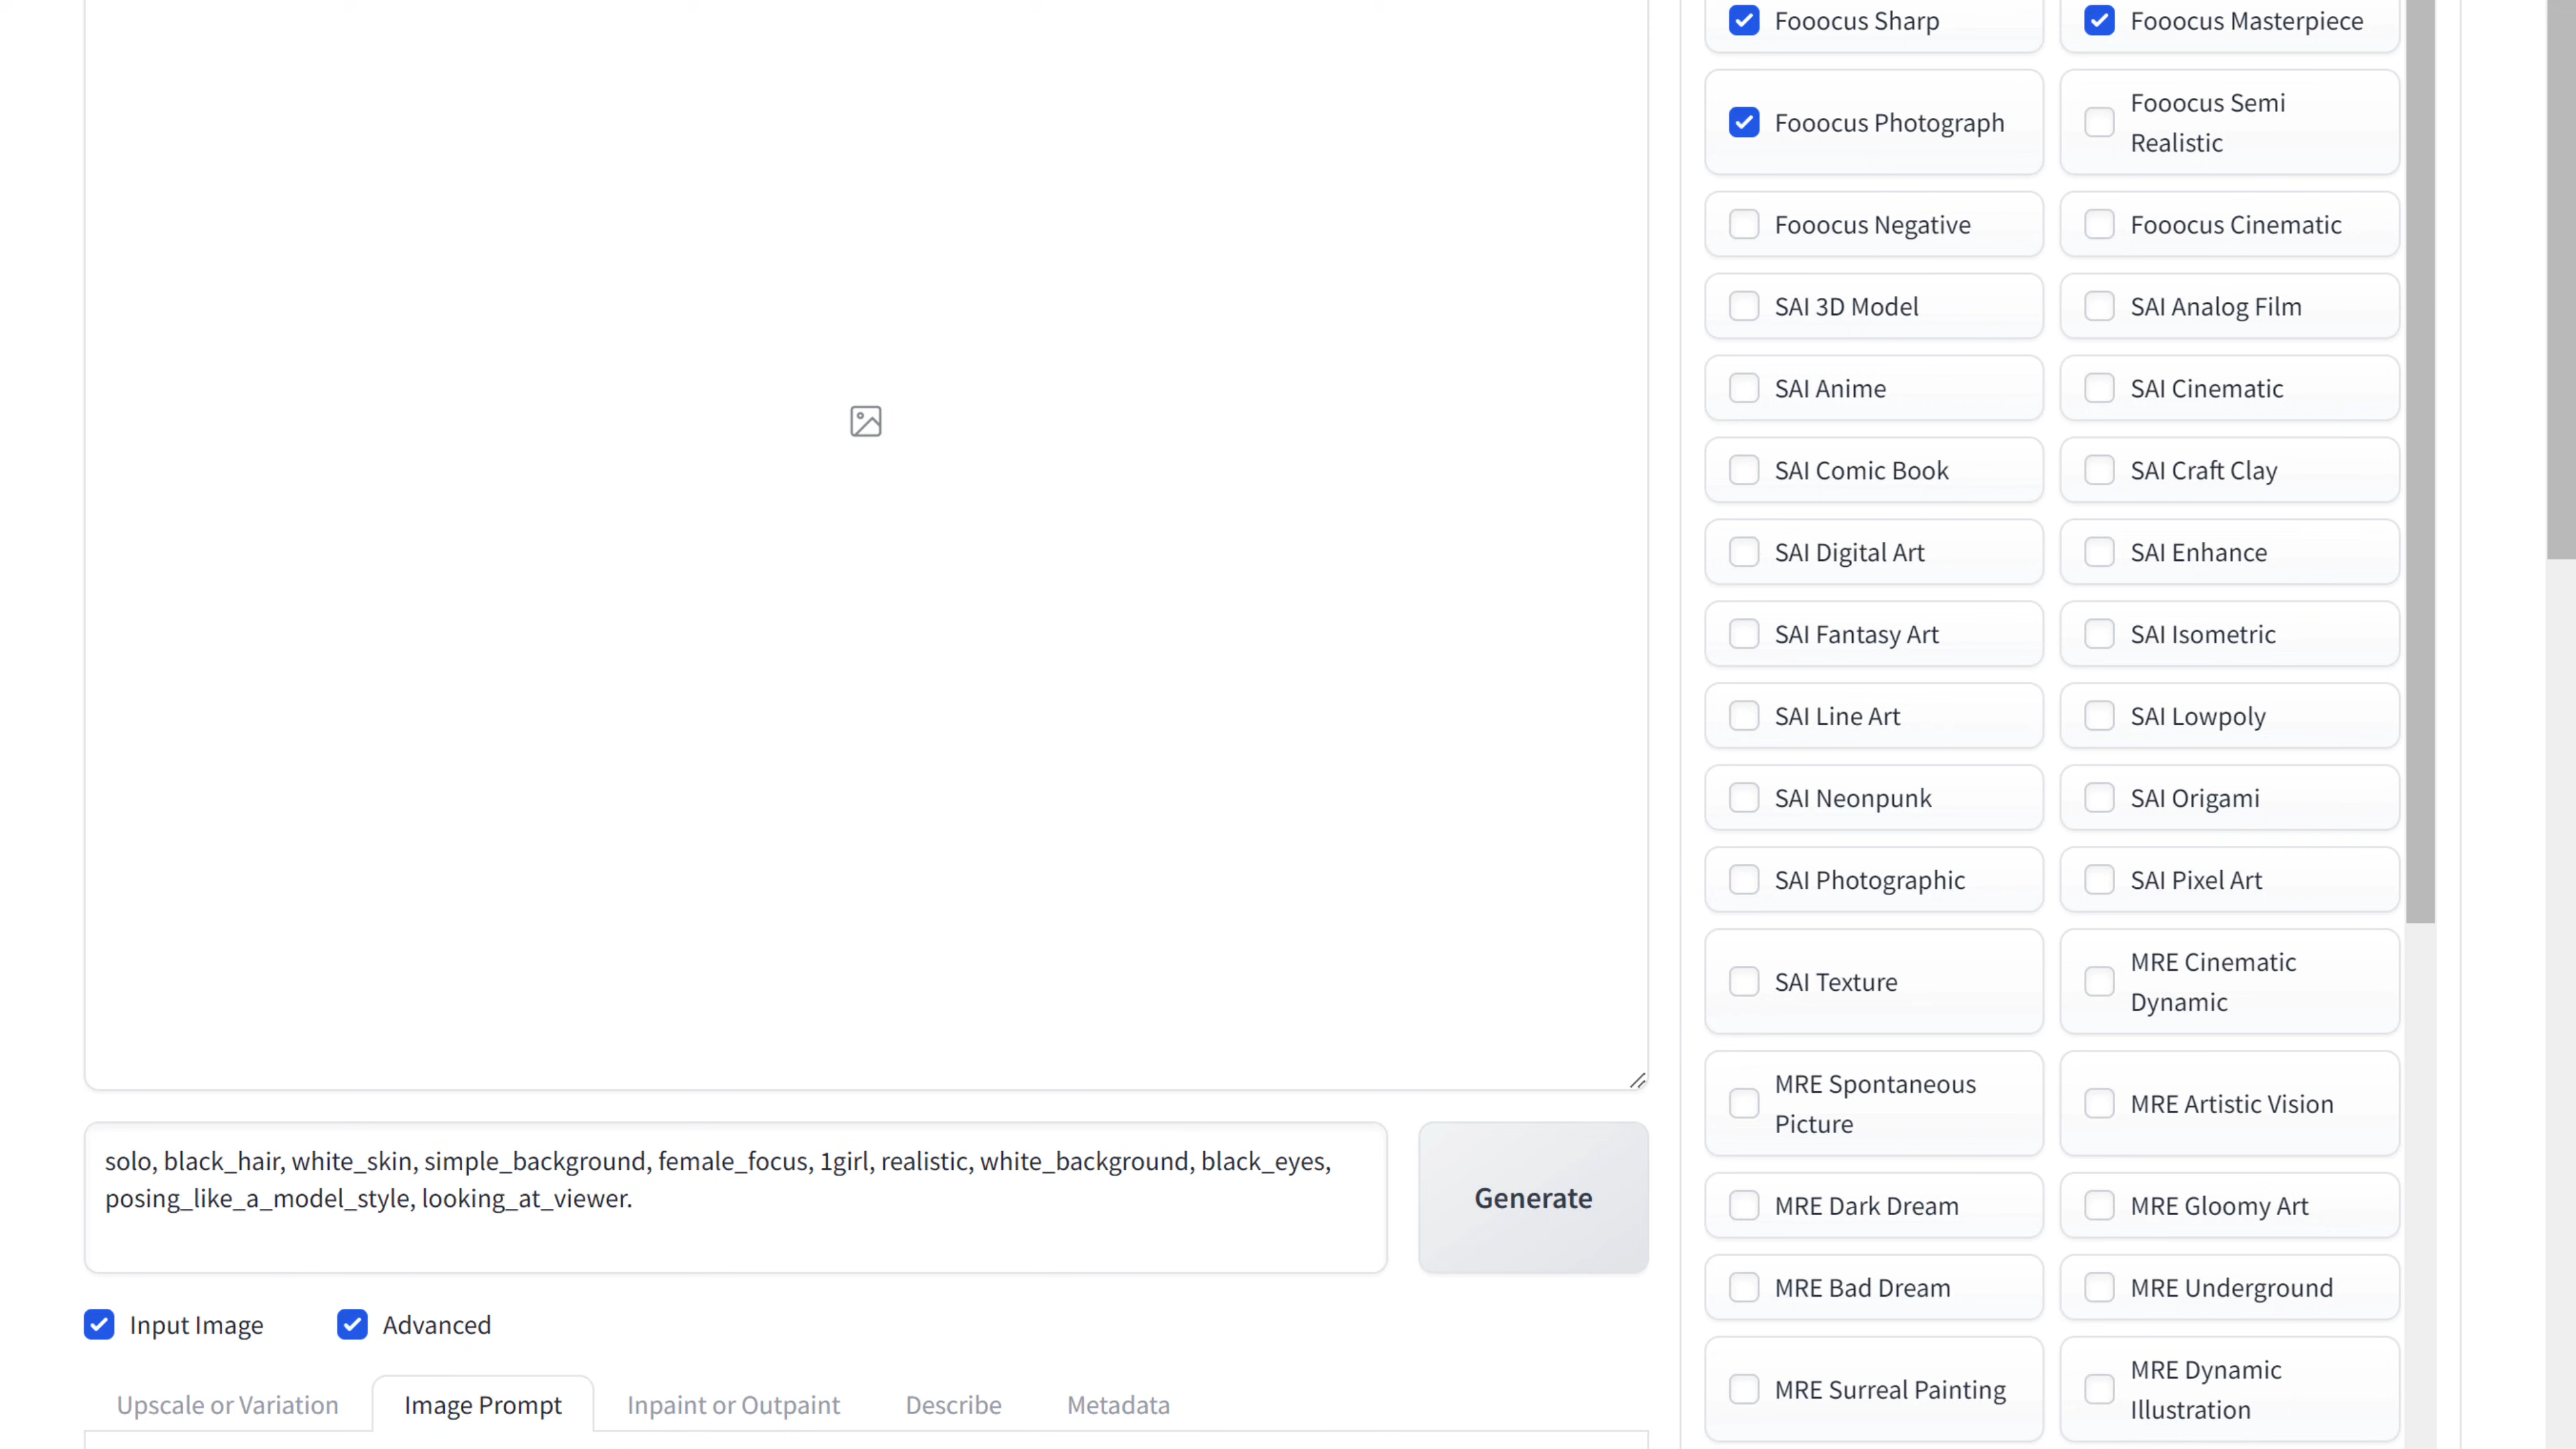 Fooocus Sharp
Fooocus Masterpiece
Fooocus Photograph
Fooocus Semi
Realistic
Fooocus Negative
Fooocus Cinematic
SAI 3D Model
SAI Analog Film
SAI Anime
SAI Cinematic
SAI Comic Book
SAI Craft Clay
SAI Digital Art
SAI Enhance
SAI Fantasy Art
SAI Isometric
SAI Line Art
SAI Lowpoly
SAI Neonpunk
SAI Origami
SAI Photographic
SAI Pixel Art
SAI Texture
MRE Cinematic
Dynamic
MRE Spontaneous
Picture
MRE Artistic Vision
MRE Dark Dream
MRE Gloomy Art
MRE Bad Dream
MRE Underground
MRE Surreal Painting
MRE Dynamic
Illustration
solo, black_hair, white_skin, simple_background, female_focus, 1girl, realistic, white_background, black_eyes,
posing_like_a_model_style, looking_at_viewer.
Generate
Input Image
Advanced
Upscale or Variation
Image Prompt
Inpaint or Outpaint
Describe
Metadata